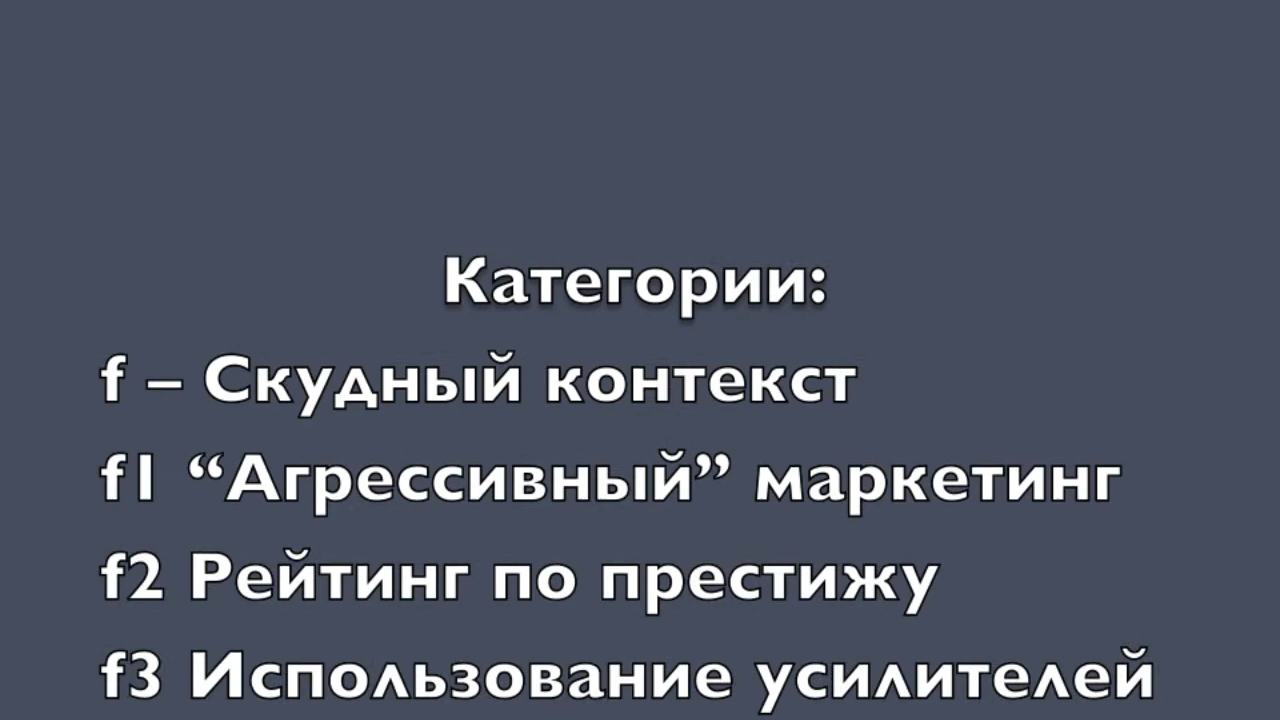 Категории:
f – Скудный контекст
f1 “Агрессивный” маркетинг
f2 Рейтинг по престижу
f3 Использование усилителей